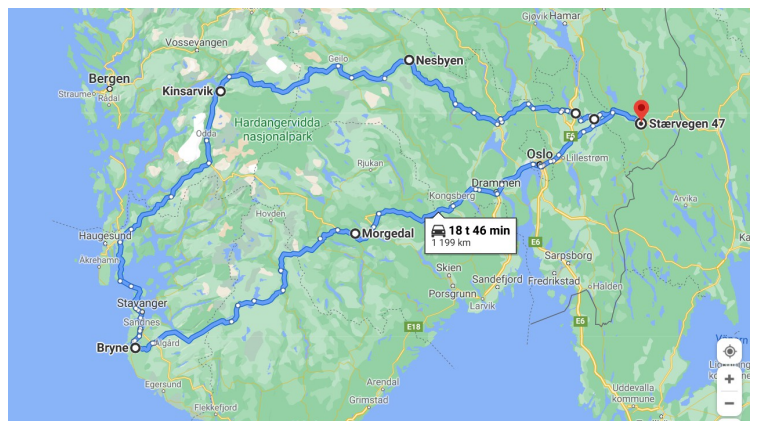 Gjøvik
Hamar
Vossevangen
Geilo
Nesbyen
Bergen
Straume
Rådal
Kinsarvik
Hardangervidda
nasjonalpark
Stærvegen 47
Odda
E6
Oslo
Lillestrøm
Rjukan
Drammen
Kongsberg
Arvika
Hovden
Morgedal
18 t 46 min
1 199 km
Haugesund
E6
Åkrehamn
Sarpsborg
Skien
Sandefjord
Fredrikstad
Halden
Porsgrunn
Larvik
Stavanger
Sandnes
E6
E18
Bryne
Ålgård
Egersund
Arendal
Uddevalla
kommune
Grimstad
Flekkefjord
+
−